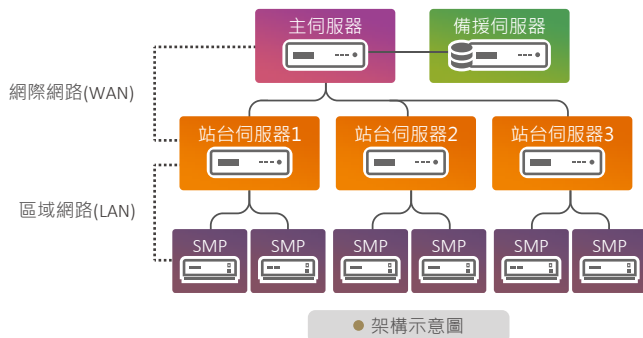 主伺服器
備援伺服器
網際網路(WAN)
站台伺服器1
站台伺服器2
站台伺服器3
區域網路(LAN)
SMP
SMP
SMP
SMP
SMP
SMP
架構示意圖